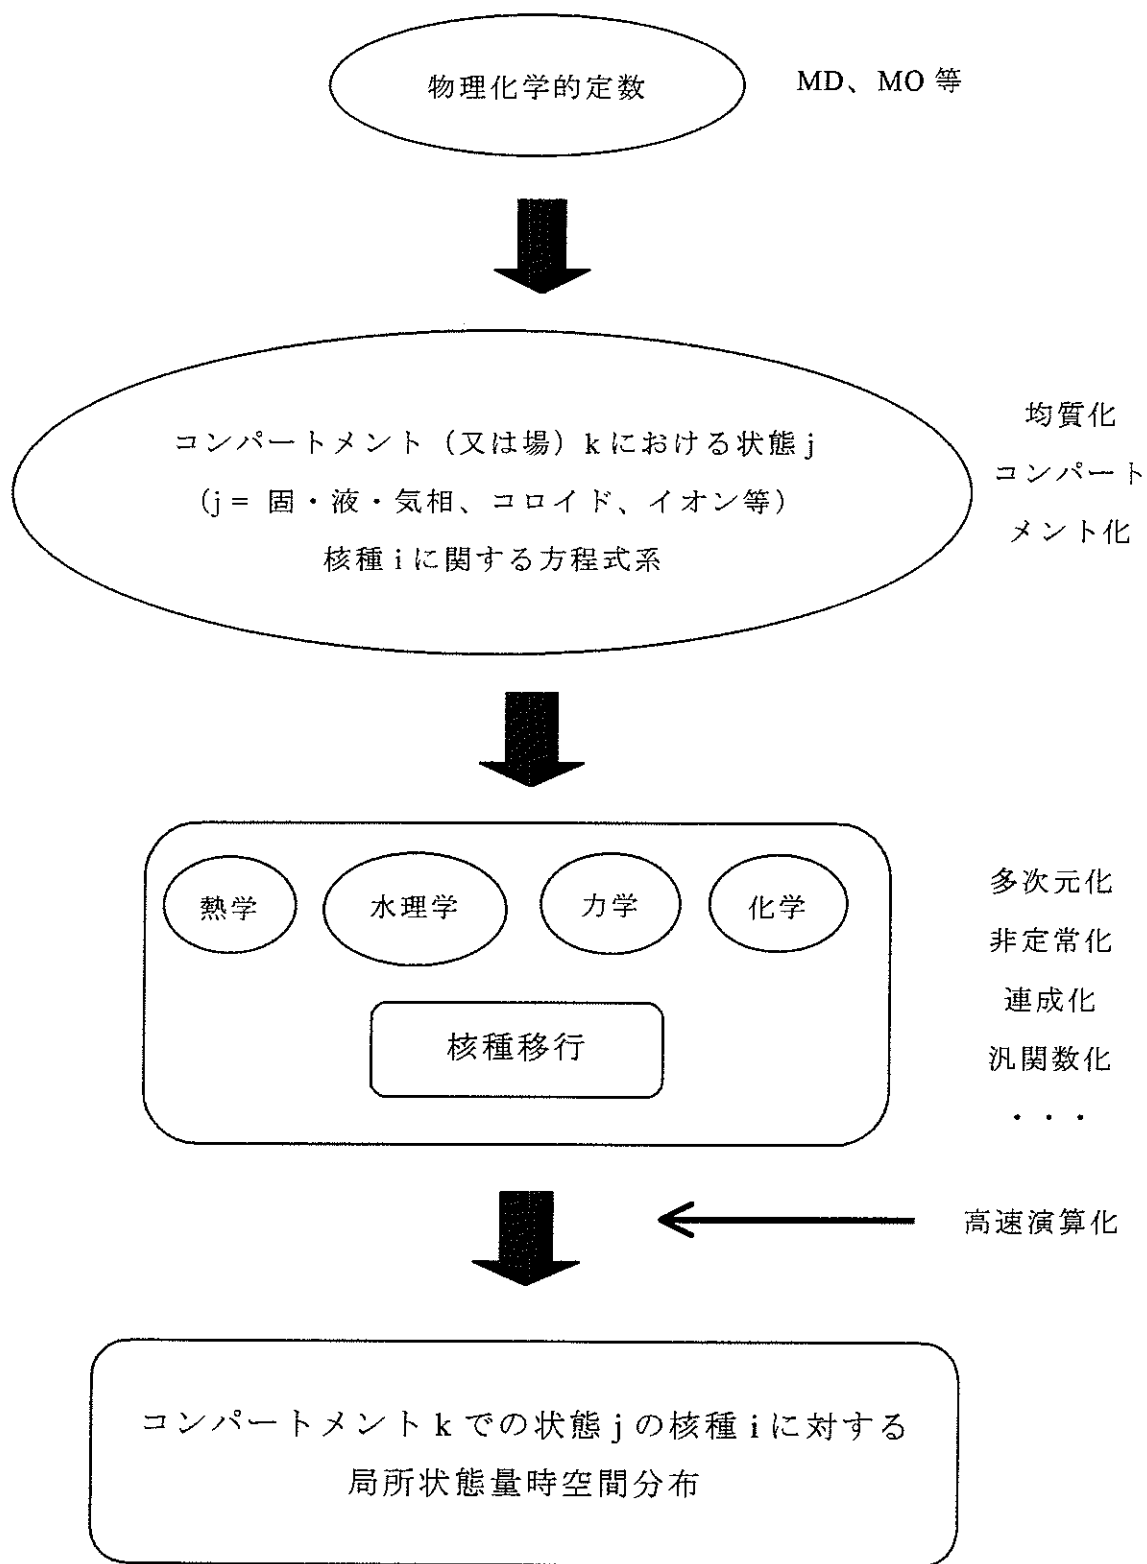 物理化学的定数
MD、MO 等
コンパートメント（又は場）k における状態 j
（j = 固・液・気相、コロイド、イオン等）
核種 i に関する方程式系
均質化
コンパート
メント化
熱学
水理学
力学
化学
核種移行
多次元化
非定常化
連成化
汎関数化
・・・
高速演算化
コンパートメント k での状態 j の核種 i に対する
局所状態量時空間分布